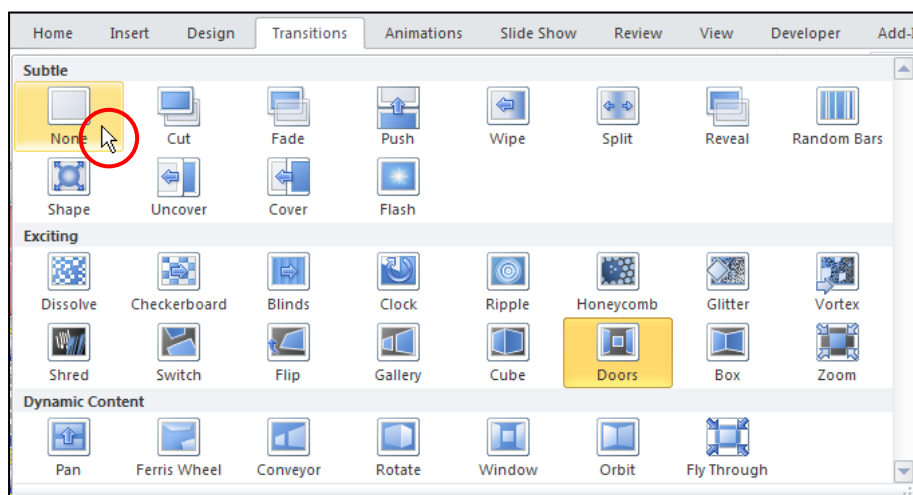 Home Insert Design Transitions Animations Slide Show Review View Developer
Subtle
None Cut Fade Push Wipe Split Reveal Random Bars
Shape Uncover Cover Flash
Exciting
Dissolve Checkerboard Blinds Clock Ripple Honeycomb Glitter Vortex
Shred Switch Flip Gallery Cube Doors Box Zoom
Dynamic Content
Pan Ferris Wheel Conveyor Rotate Window Orbit Fly Through